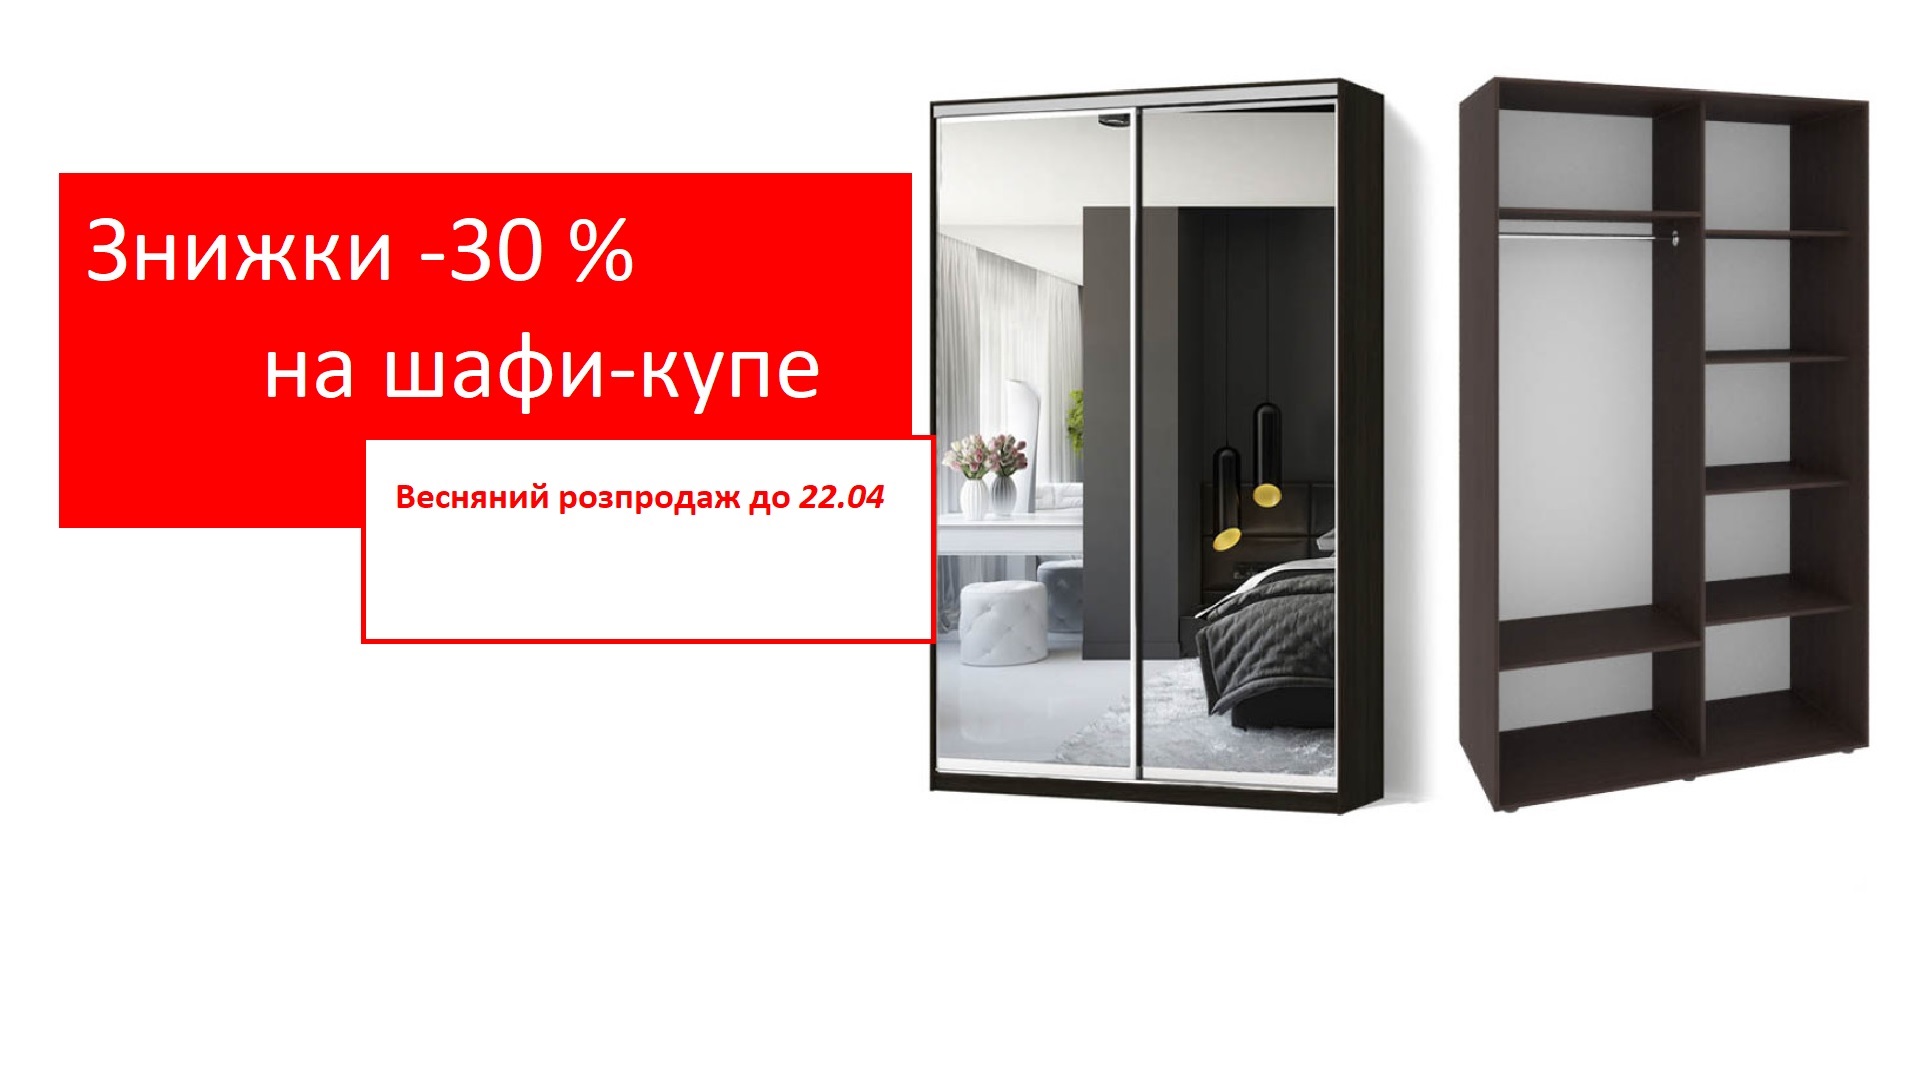 Знижки -30 %
на шафи-купе
Весняний розпродаж до 22.04